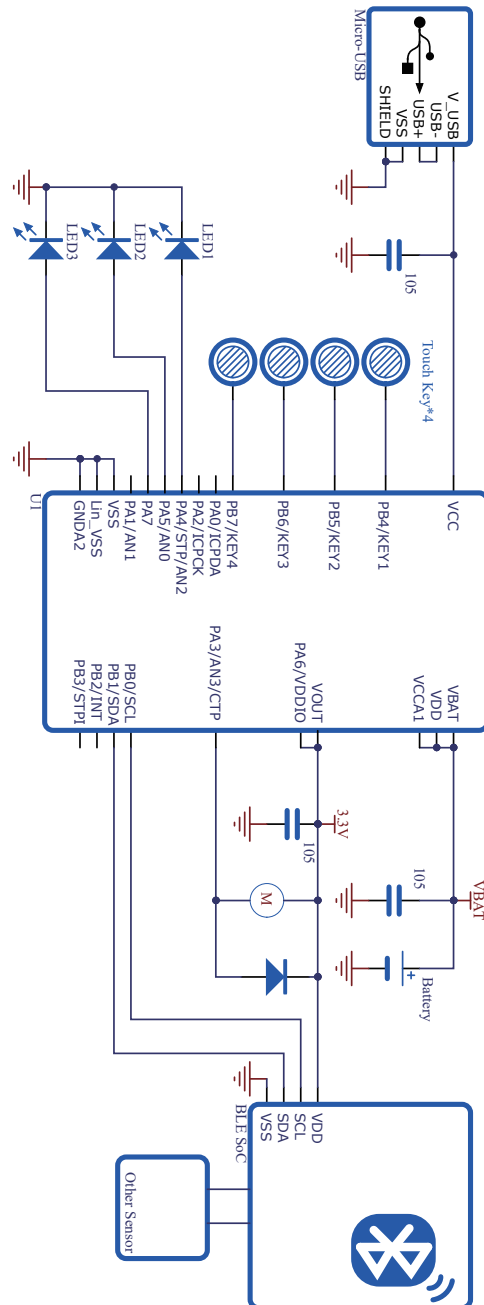 Micro-USB
V_USB
USB-
USB+
VSS
SHIELD
105
LED1
LED2
LED3
Touch Key*4
U1
VCC
PB4/KEY1
PB5/KEY2
PB6/KEY3
PB7/KEY4
PA0/ICPDA
PA2/ICPCK
PA4/STP/AN2
PA5/AN0
PA7
PA1/AN1
VSS
Lin_VSS
GNDA2
VBAT
VDD
VCCA1
VOUT
PA6/VDDIO
PA3/AN3/CTP
PB0/SCL
PB1/SDA
PB2/INT
PB3/STPI
3.3V
105
M
VBAT
105
Battery
+
BLE SoC
VDD
SCL
SDA
VSS
Other Sensor